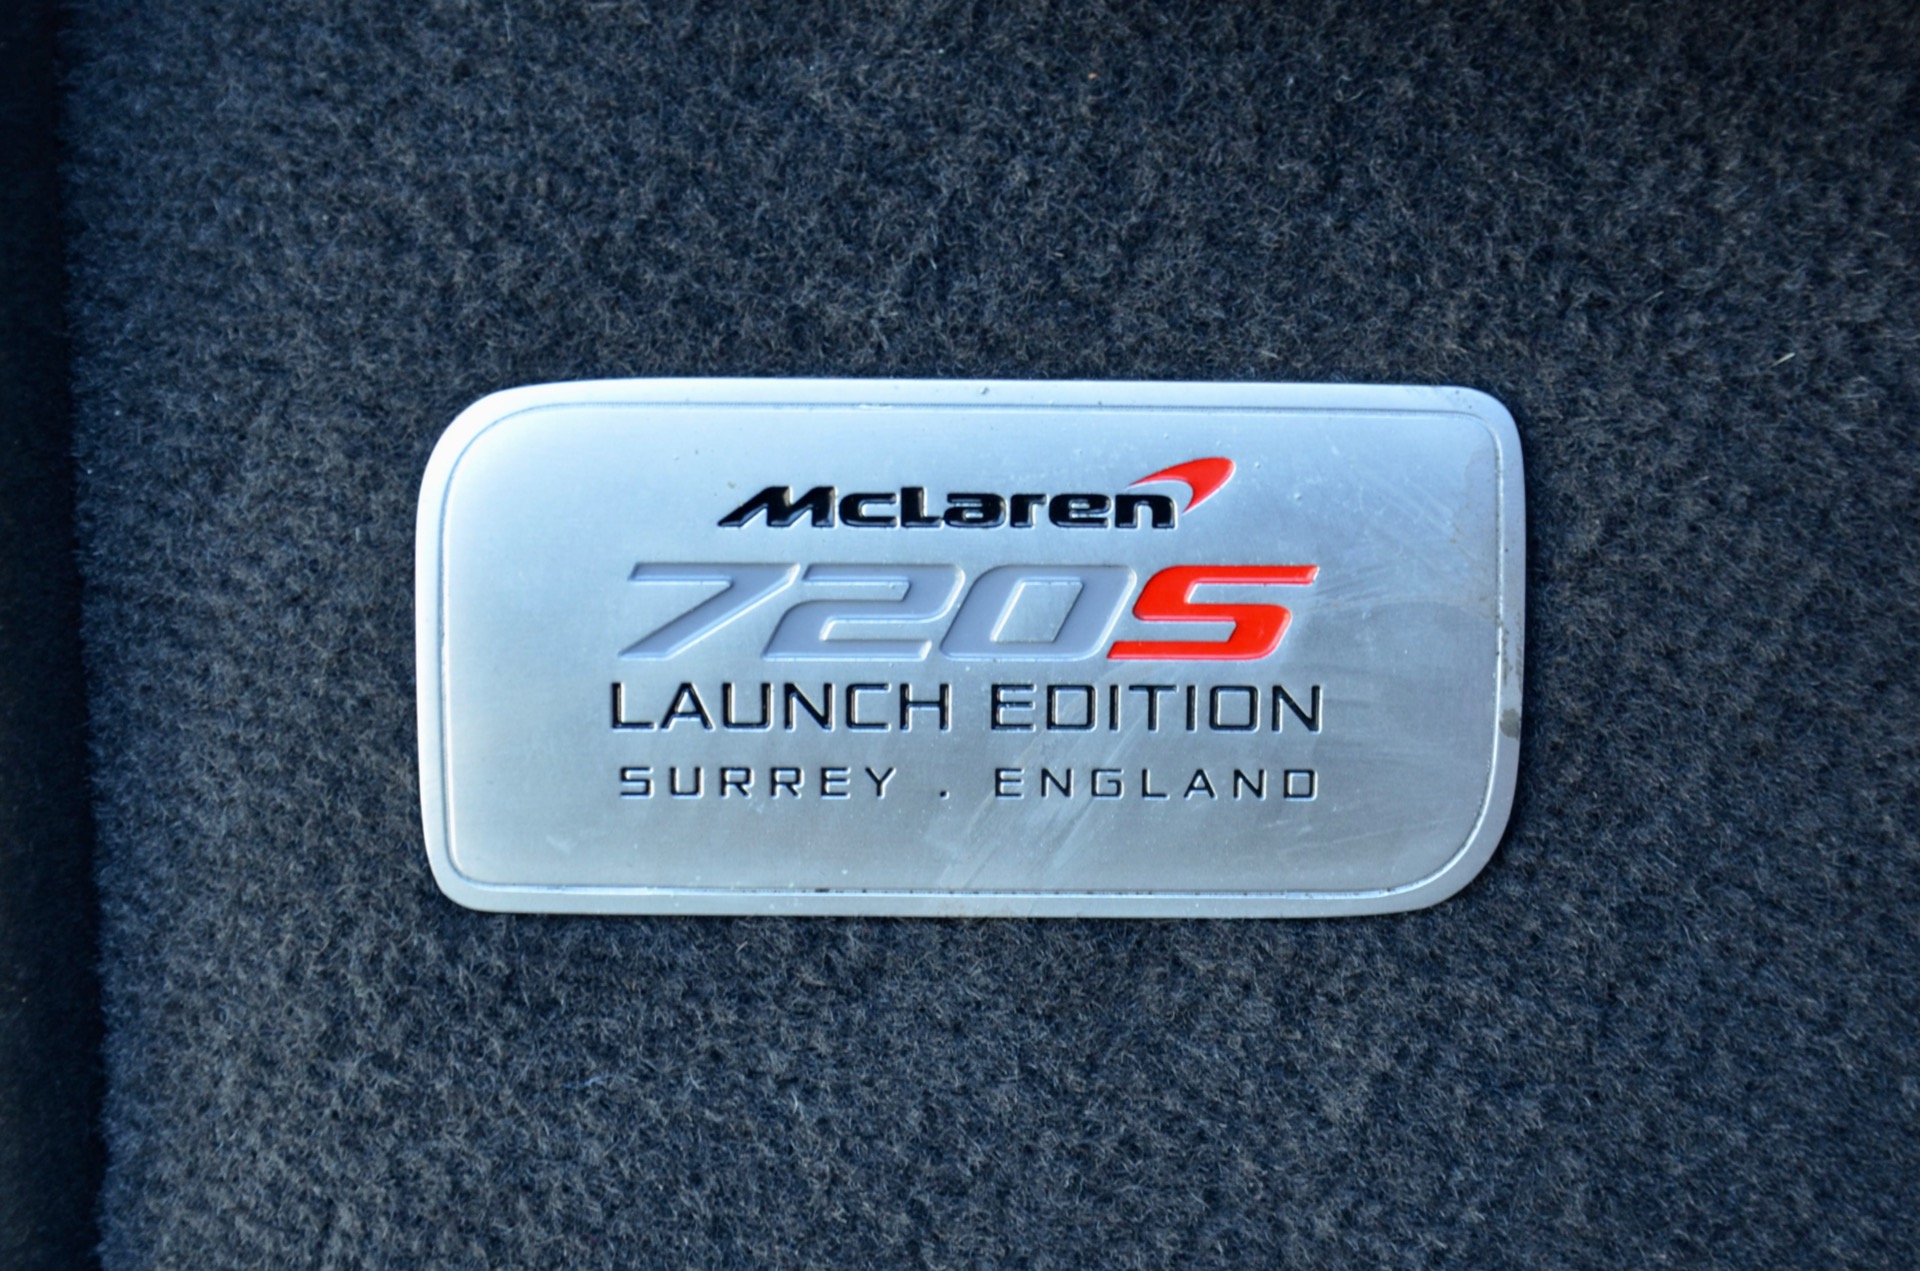 McLaren
720S
LAUNCH EDITION
SURREY . ENGLAND